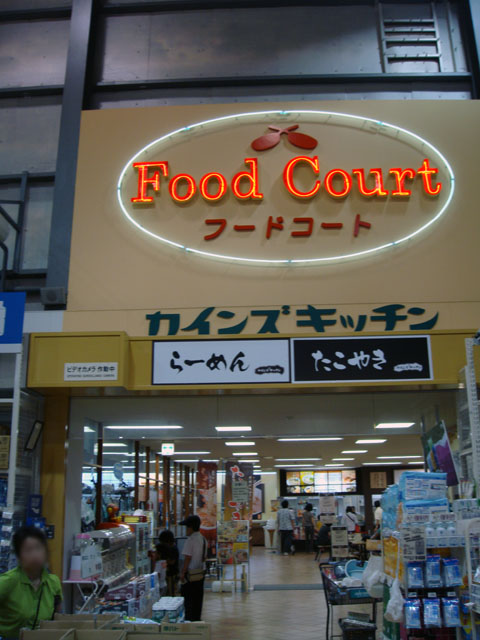 Food Court
フードコート
カインズキッチン
らーめん
たこやき
ビデオカメラ 作動中